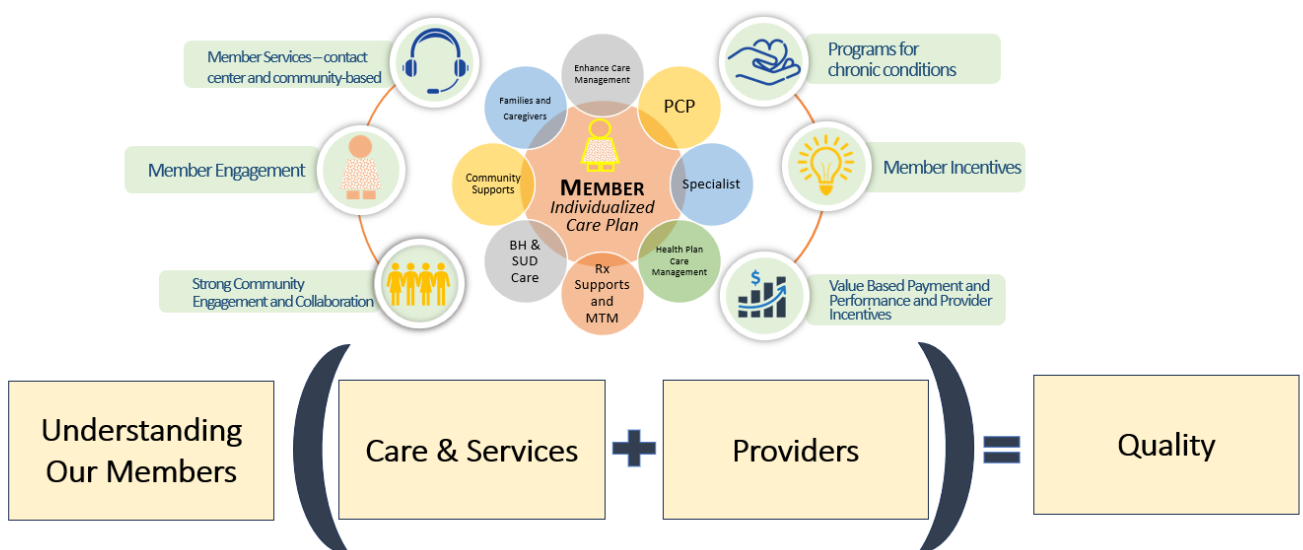 Member Services – contact
center and community-based
Member Engagement
Strong Community
Engagement and Collaboration
Enhance Care
Management
Families and
Caregivers
PCP
Community
Supports
MEMBER
Individualized
Care Plan
Specialist
BH &
SUD
Care
Rx
Supports
and
MTM
Health Plan
Care
Management
Programs for
chronic conditions
Member Incentives
$
Value Based Payment and
Performance and Provider
Incentives
Understanding
Our Members
(
Care & Services
+
Providers
)
=
Quality